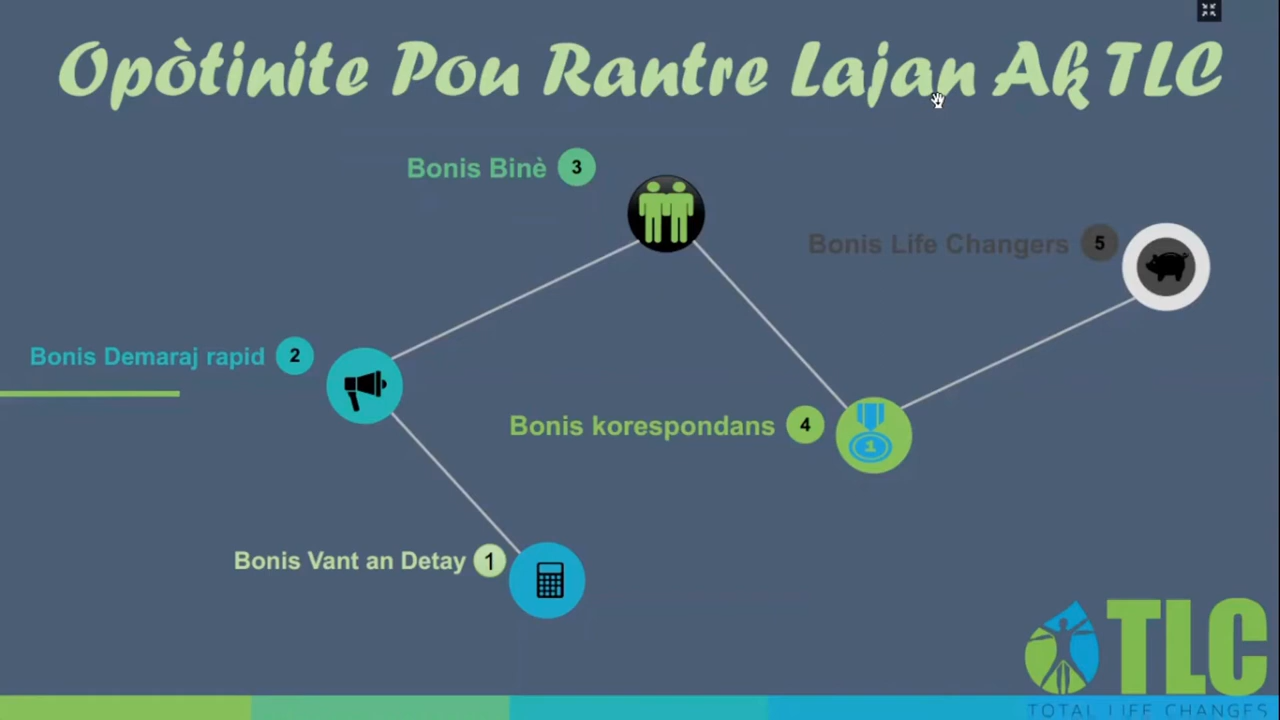 Opòtinite Pou Rantre Lajan Ak TLC
Bonis Binè 3
Bonis Life Changers 5
Bonis Demaraj rapid 2
Bonis korespondans 4
1
Bonis Vant an Detay 1
TLC
TOTAL LIFE CHANGES